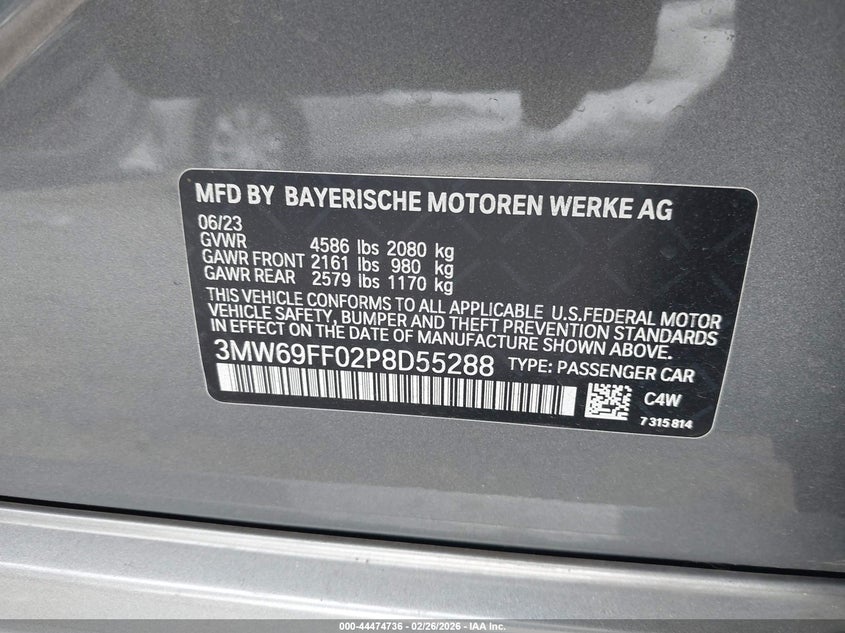 MFD BY BAYERISCHE MOTOREN WERKE AG
06/23
GVWR 4586 lbs 2080 kg
GAWR FRONT 2161 lbs 980 kg
GAWR REAR 2579 lbs 1170 kg
THIS VEHICLE CONFORMS TO ALL APPLICABLE U.S.FEDERAL MOTOR
VEHICLE SAFETY, BUMPER AND THEFT PREVENTION STANDARDS
IN EFFECT ON THE DATE OF MANUFACTURE SHOWN ABOVE.
3MW69FF02P8D55288 TYPE: PASSENGER CAR
C4W
7 315 814
000-44474736 - 02/26/2026 - IAA Inc.